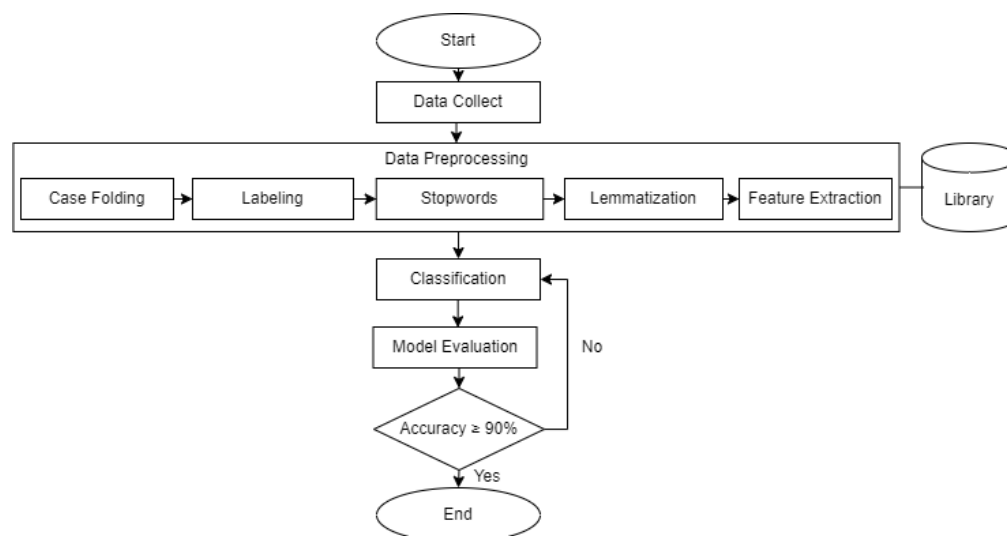 Start
Data Collect
Data Preprocessing
Case Folding
Labeling
Stopwords
Lemmatization
Feature Extraction
Library
Classification
Model Evaluation
No
Accuracy ≥ 90%
Yes
End